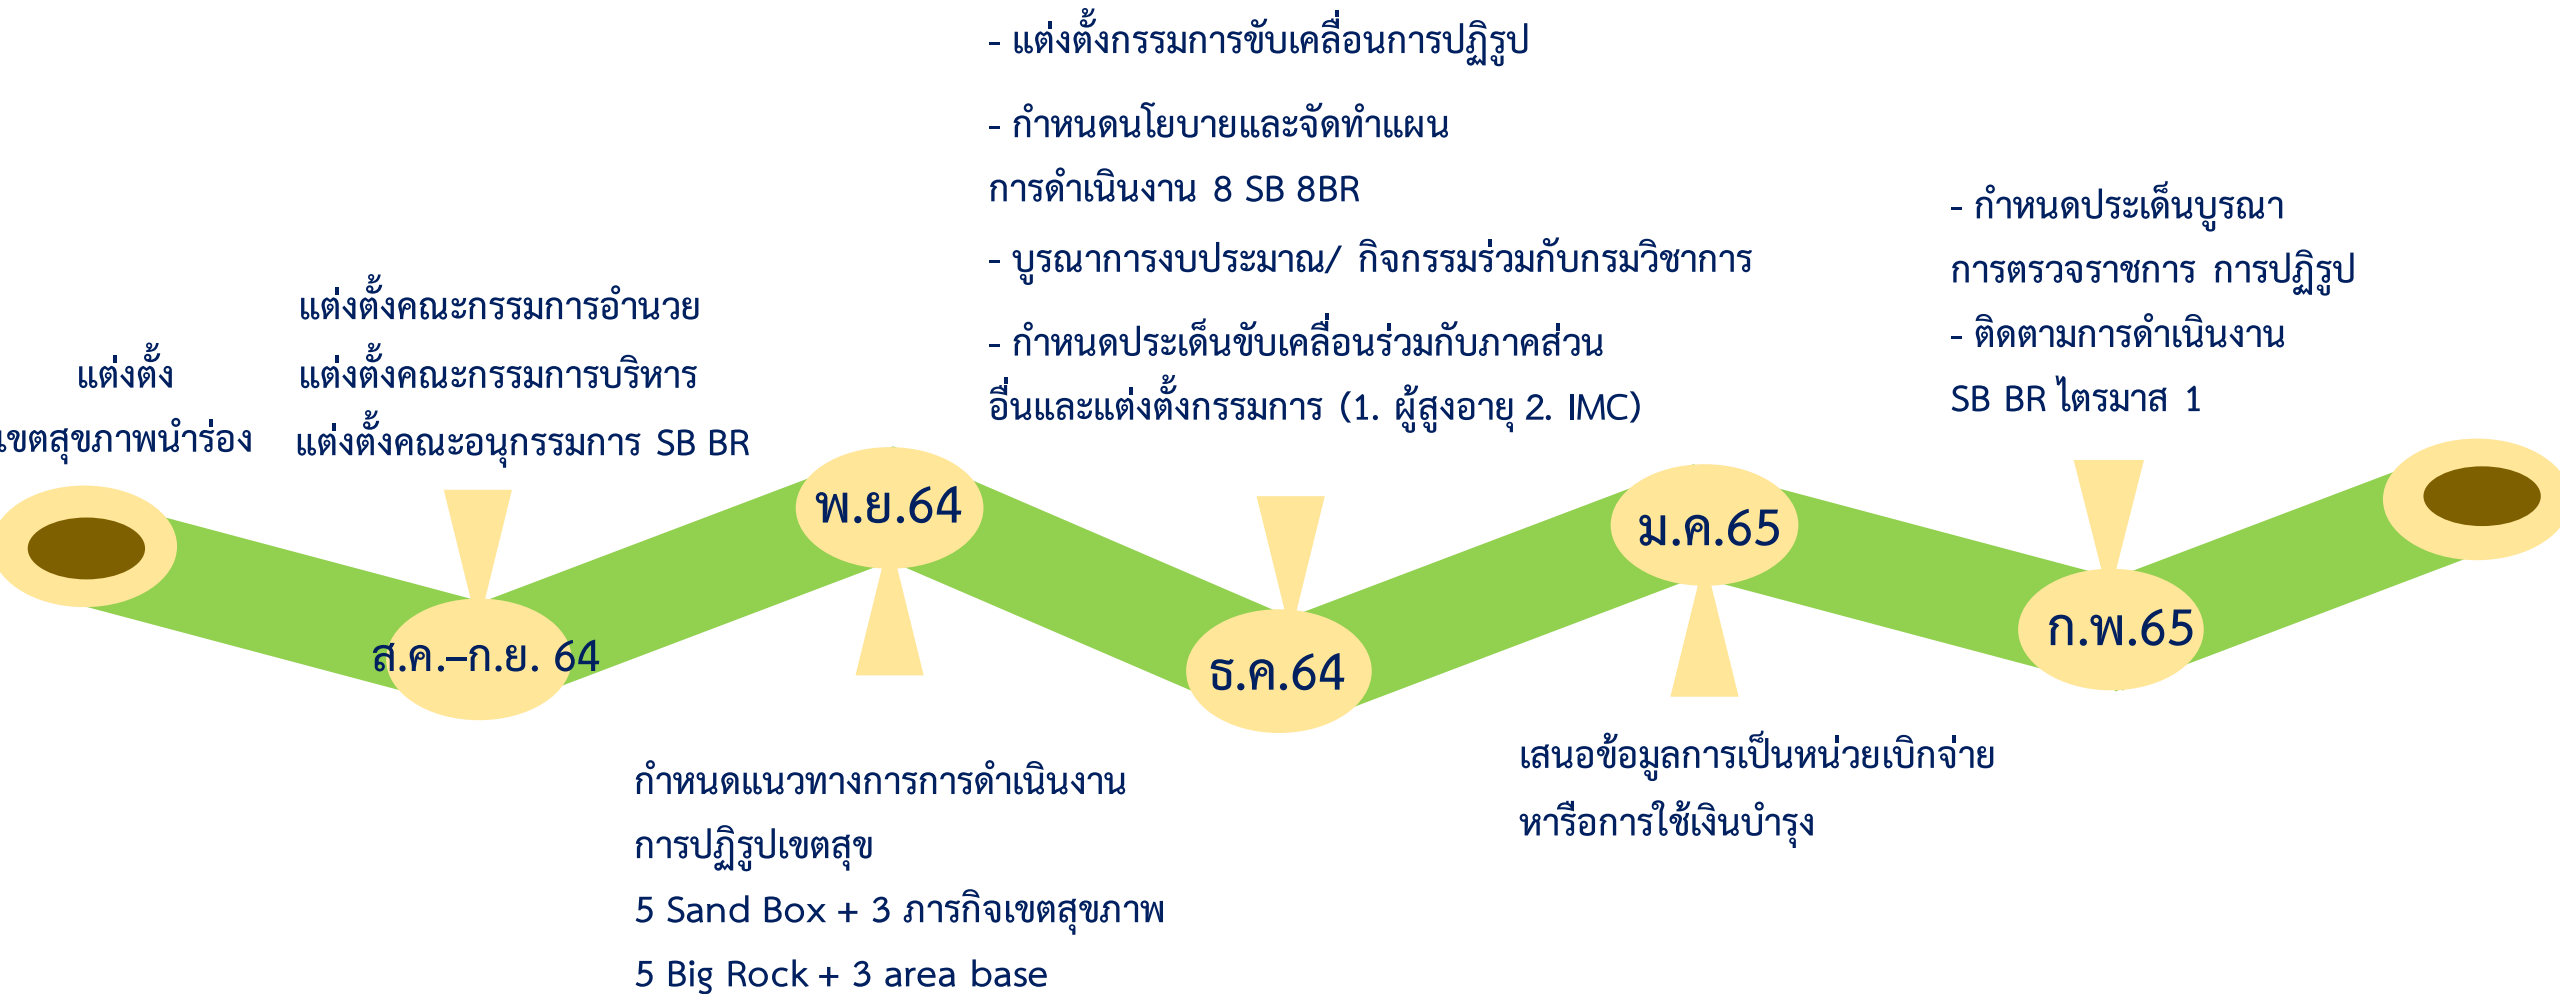 แต่งตั้ง
เขตสุขภาพนำร่อง
แต่งตั้งคณะกรรมการอำนวย
แต่งตั้งคณะกรรมการบริหาร
แต่งตั้งคณะอนุกรรมการ SB BR
ส.ค.–ก.ย. 64
พ.ย.64
กำหนดแนวทางการการดำเนินงาน
การปฏิรูปเขตสุข
5 Sand Box + 3 ภารกิจเขตสุขภาพ
5 Big Rock + 3 area base
- แต่งตั้งกรรมการขับเคลื่อนการปฏิรูป
- กำหนดนโยบายและจัดทำแผน
การดำเนินงาน 8 SB 8BR
- บูรณาการงบประมาณ/ กิจกรรมร่วมกับกรมวิชาการ
- กำหนดประเด็นขับเคลื่อนร่วมกับภาคส่วน
อื่นและแต่งตั้งกรรมการ (1. ผู้สูงอายุ 2. IMC)
ธ.ค.64
ม.ค.65
เสนอข้อมูลการเป็นหน่วยเบิกจ่าย
หารือการใช้เงินบำรุง
- กำหนดประเด็นบูรณา
การตรวจราชการ การปฏิรูป
- ติดตามการดำเนินงาน
SB BR ไตรมาส 1
ก.พ.65